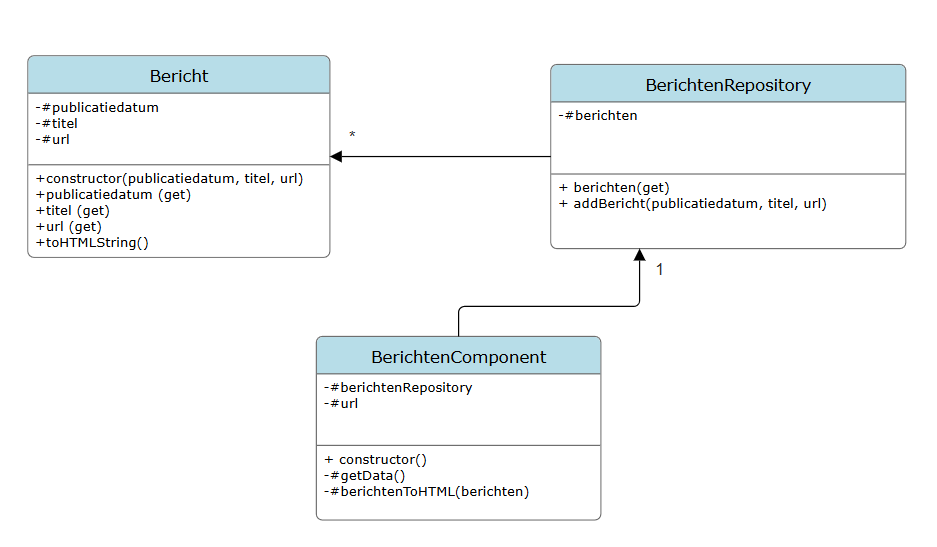 Bericht
-#publicatiedatum
-#titel
-#url
+constructor(publicatiedatum, titel, url)
+publicatiedatum (get)
+titel (get)
+url (get)
+toHTMLString()
*
BerichtenRepository
-#berichten
+ berichten(get)
+ addBericht(publicatiedatum, titel, url)
1
BerichtenComponent
-#berichtenRepository
-#url
+ constructor()
-#getData()
-#berichtenToHTML(berichten)